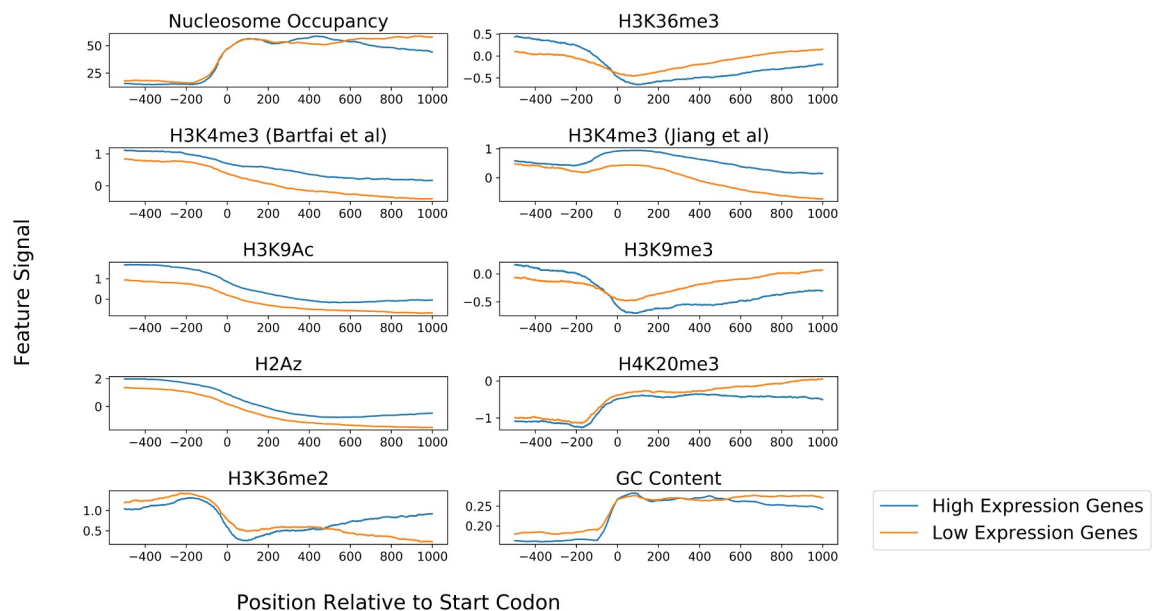 Nucleosome Occupancy
50
25
−400 −200 0 200 400 600 800 1000
H3K36me3
0.5
0.0
−0.5
−400 −200 0 200 400 600 800 1000
H3K4me3 (Bartfai et al)
1
0
−400 −200 0 200 400 600 800 1000
H3K4me3 (Jiang et al)
1
0
−400 −200 0 200 400 600 800 1000
H3K9Ac
1
0
−400 −200 0 200 400 600 800 1000
H3K9me3
0.0
−0.5
−400 −200 0 200 400 600 800 1000
H2Az
2
0
−400 −200 0 200 400 600 800 1000
H4K20me3
0
−1
−400 −200 0 200 400 600 800 1000
H3K36me2
1.0
0.5
−400 −200 0 200 400 600 800 1000
GC Content
0.25
0.20
−400 −200 0 200 400 600 800 1000
Feature Signal
Position Relative to Start Codon
High Expression Genes
Low Expression Genes